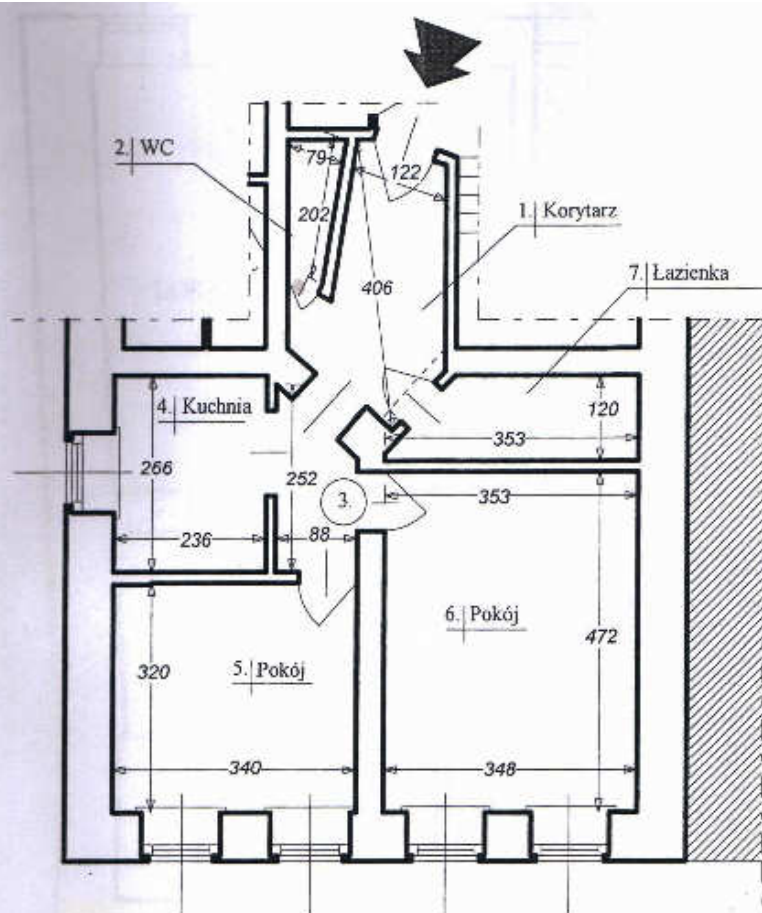 2. WC
79
122
202
1. Korytarz
406
7. Łazienka
4. Kuchnia
120
353
266
252
3.
353
236
88
6. Pokój
472
320
5. Pokój
340
348